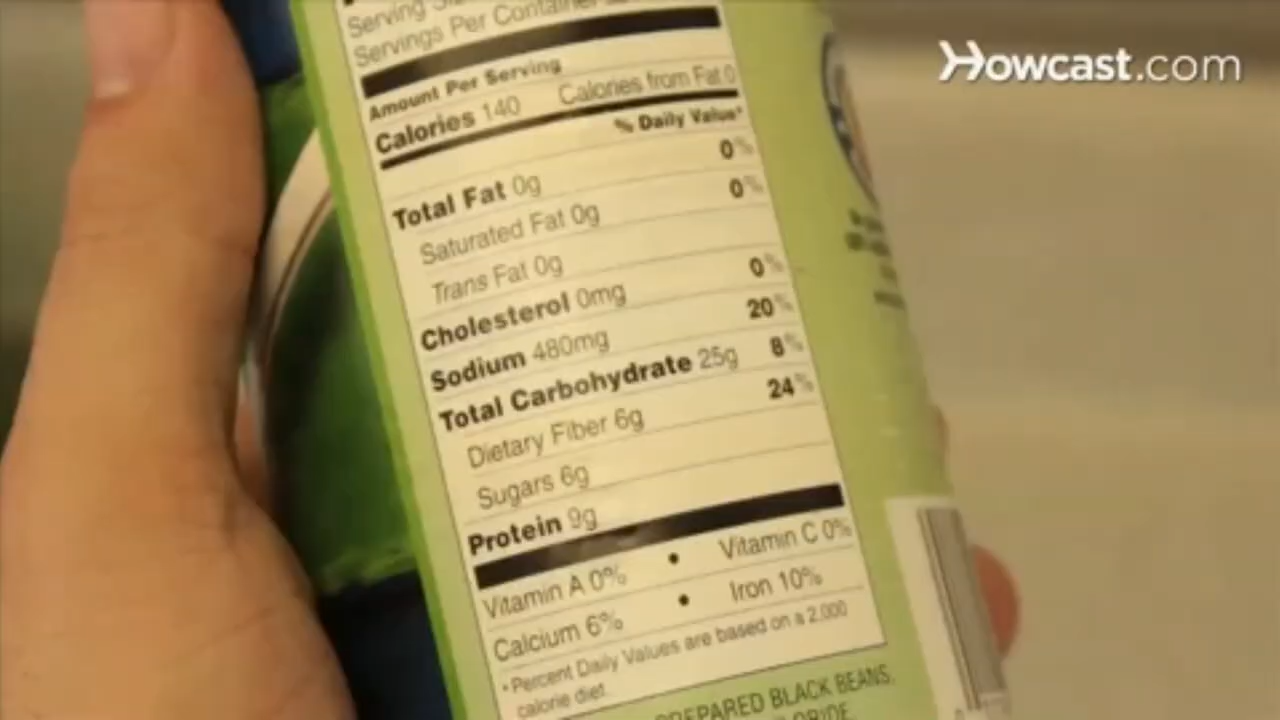 Howcast.com
Serving
Servings Per Container
Amount Per Serving
Calories 140 Calories from Fat 0
% Daily Value*
Total Fat 0g 0%
Saturated Fat 0g 0%
Trans Fat 0g
Cholesterol 0mg 0%
Sodium 480mg 20%
Total Carbohydrate 25g 8%
Dietary Fiber 6g 24%
Sugars 6g
Protein 9g
Vitamin A 0% • Vitamin C 0%
Calcium 6% • Iron 10%
*Percent Daily Values are based on a 2,000
calorie diet.
PREPARED BLACK BEANS,